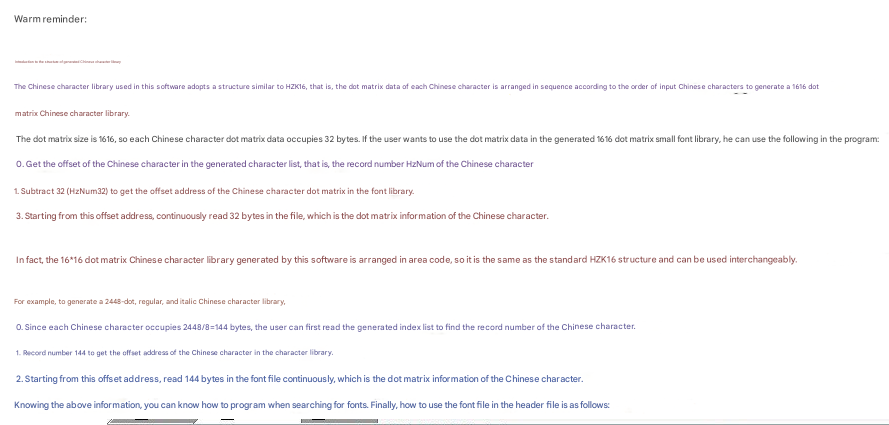 Warm reminder:
Introduction to the structure of generated Chinese character library
The Chinese character library used in this software adopts a structure similar to HZK16, that is, the dot matrix data of each Chinese character is arranged in sequence according to the order of input Chinese characters to generate a 1616 dot
matrix Chinese character library.
The dot matrix size is 1616, so each Chinese character dot matrix data occupies 32 bytes. If the user wants to use the dot matrix data in the generated 1616 dot matrix small font library, he can use the following in the program:
0. Get the offset of the Chinese character in the generated character list, that is, the record number HzNum of the Chinese character
1. Subtract 32 (HzNum32) to get the offset address of the Chinese character dot matrix in the font library.
3. Starting from this offset address, continuously read 32 bytes in the file, which is the dot matrix information of the Chinese character.
In fact, the 16*16 dot matrix Chinese character library generated by this software is arranged in area code, so it is the same as the standard HZK16 structure and can be used interchangeably.
For example, to generate a 2448-dot, regular, and italic Chinese character library,
0. Since each Chinese character occupies 2448/8=144 bytes, the user can first read the generated index list to find the record number of the Chinese character.
1. Record number 144 to get the offset address of the Chinese character in the character library.
2. Starting from this offset address, read 144 bytes in the font file continuously, which is the dot matrix information of the Chinese character.
Knowing the above information, you can know how to program when searching for fonts. Finally, how to use the font file in the header file is as follows: